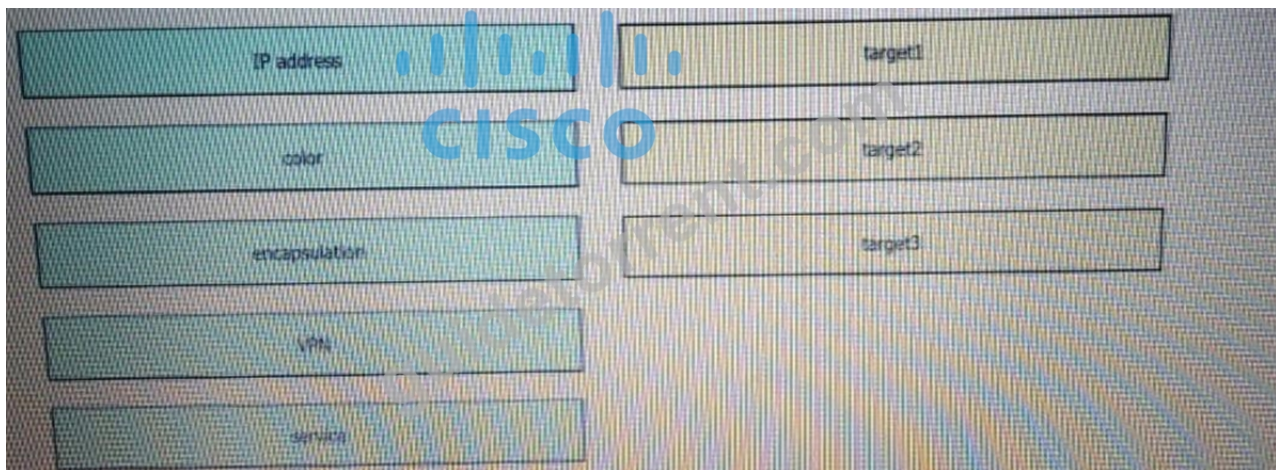 IP address
target1
CISCO
color
target2
encapsulation
target3
VPN
service